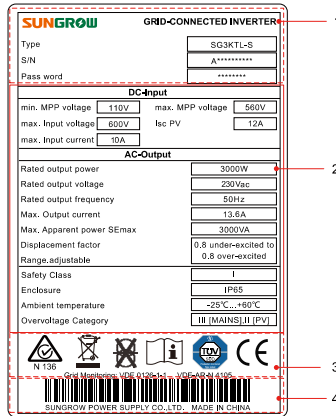 SUNGROW GRID-CONNECTED INVERTER 1
Type SG3KTL-S
S/N A**********
Pass word ********
DC-Input
min. MPP voltage 110V max. MPP voltage 560V
max. Input voltage 600V Isc PV 12A
max. Input current 10A
AC-Output
Rated output power 3000W 2
Rated output voltage 230Vac
Rated output frequency 50Hz
Max. Output current 13.6A
Max. Apparent power SEmax 3000VA
Displacement factor 0.8 under-excited to
Range.adjustable 0.8 over-excited
Safety Class I
Enclosure IP65
Ambient temperature -25℃...+60℃
Overvoltage Category III [MAINS],II [PV]
TÜV CE
N 136 3
Grid Monitoring: VDE 0126-1-1 VDE-AR-N 4105
4
SUNGROW POWER SUPPLY CO.,LTD. MADE IN CHINA